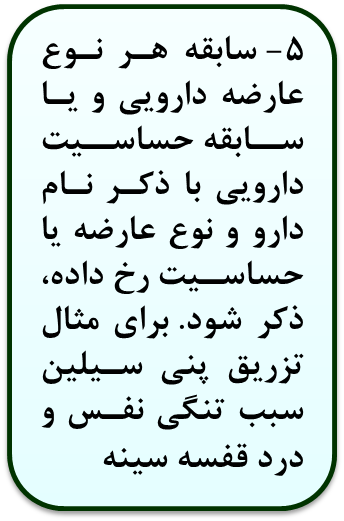 ۵- سابقه هر نوع
عارضه دارویی و یا
سابقه حساسیت
دارویی با ذکر نام
دارو و نوع عارضه یا
حساسیت رخ داده،
ذکر شود. برای مثال
تزریق پنی سیلین
سبب تنگی نفس و
درد قفسه سینه